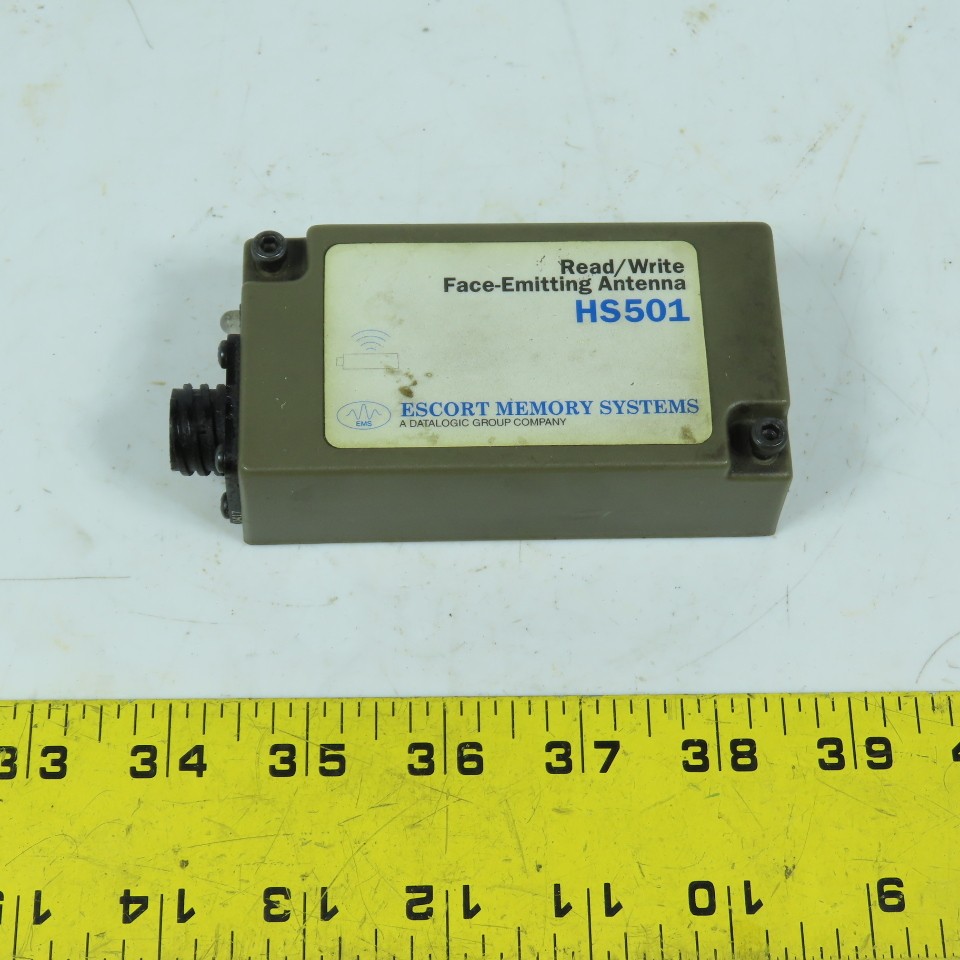 Read/Write
Face-Emitting Antenna
HS501
EMS
ESCORT MEMORY SYSTEMS
A DATALOGIC GROUP COMPANY
33 34 35 36 37 38 39
14 13 12 11 10 9